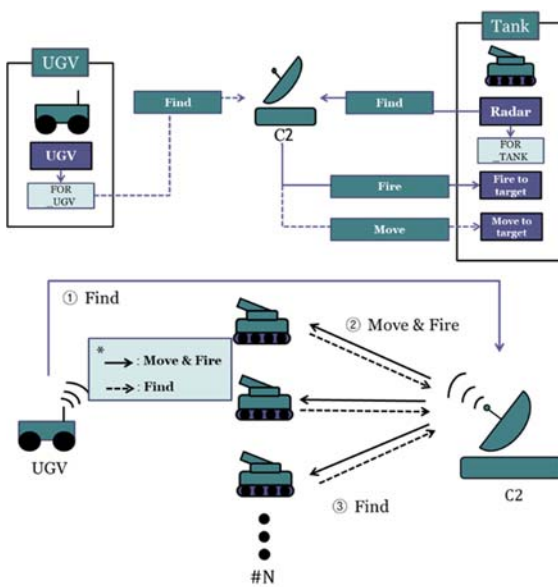 UGV
UGV
FOR
_UGV
Find
C2
Find
Fire
Move
Tank
Radar
FOR
_TANK
Fire to
target
Move to
target
① Find
② Move & Fire
*
: Move & Fire
: Find
UGV
③ Find
C2
#N